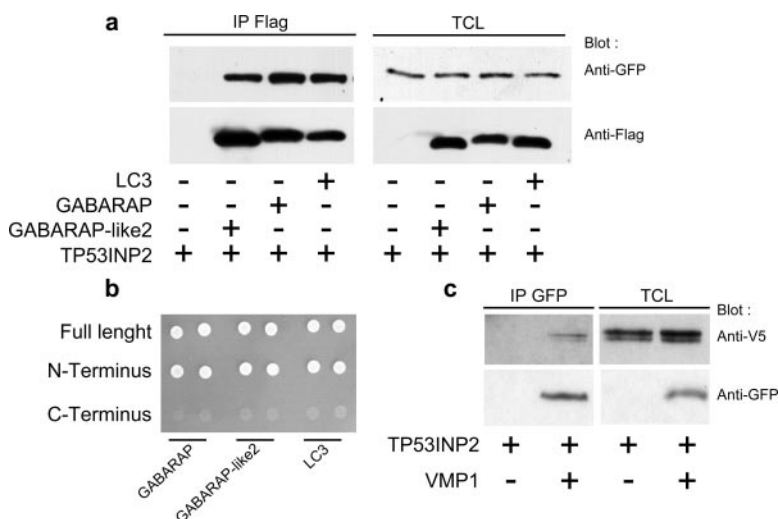 a
IP Flag TCL
Blot :
Anti-GFP
Anti-Flag
LC3 - - - + - - - +
GABARAP - - + - - - + -
GABARAP-like2 - + - - - + - -
TP53INP2 + + + + + + + +
b
Full lenght
N-Terminus
C-Terminus
GABARAP
GABARAP-like2
LC3
c
IP GFP TCL
Blot :
Anti-V5
Anti-GFP
TP53INP2 + + + +
VMP1 - + - +